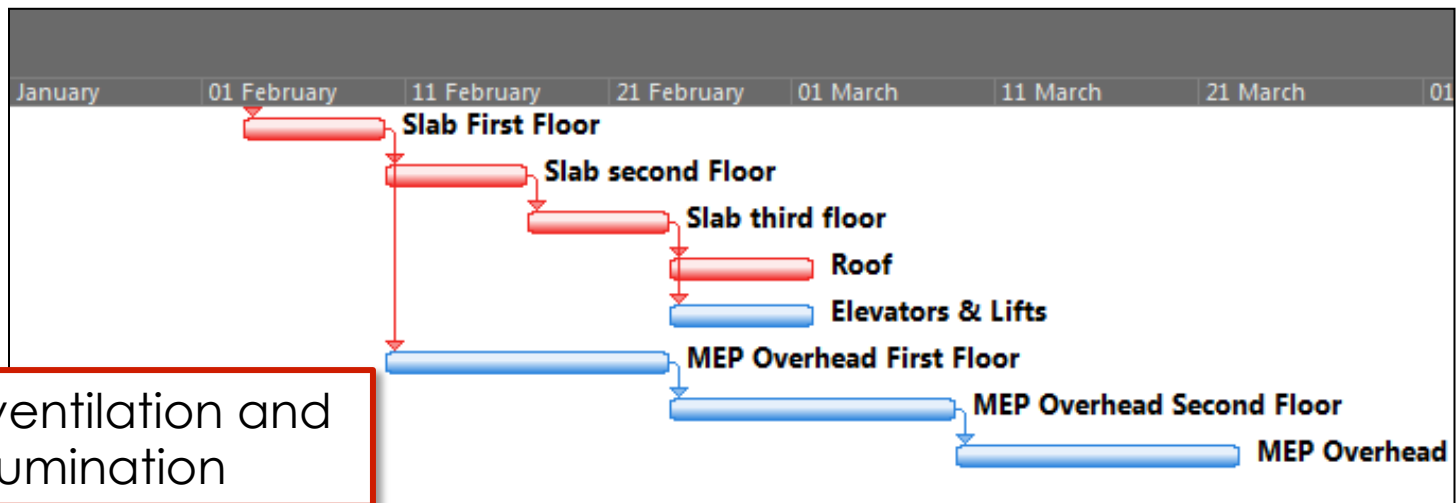 January 01 February 11 February 21 February 01 March 11 March 21 March 01
Slab First Floor
Slab second Floor
Slab third floor
Roof
Elevators & Lifts
MEP Overhead First Floor
MEP Overhead Second Floor
MEP Overhead
ventilation and
umination